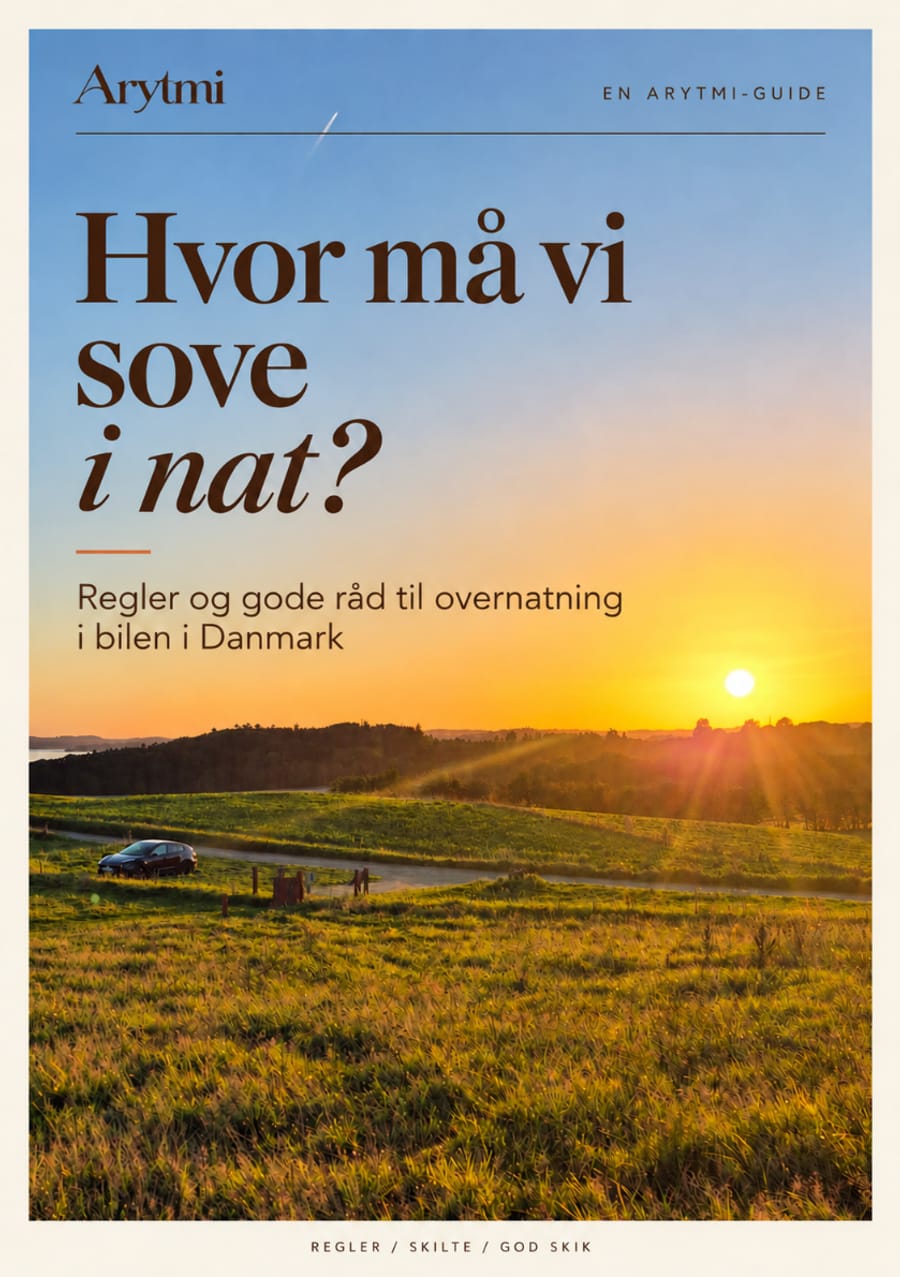 Arytmi
EN ARYTMI-GUIDE
Hvor må vi
sove
i nat?
Regler og gode råd til overnatning
i bilen i Danmark
REGLER / SKILTE / GOD SKIK